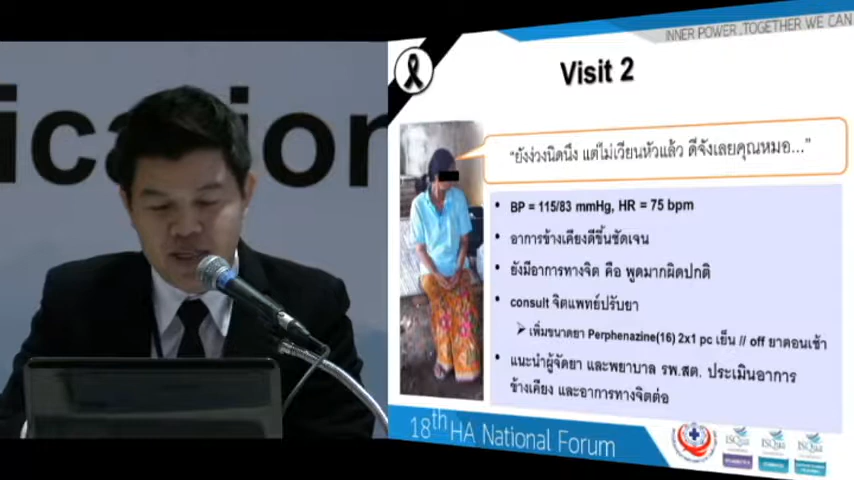 ication
INNER POWER ,TOGETHER WE CAN
Visit 2
“ยังง่วงนิดนึง แต่ไม่เวียนหัวแล้ว ดีจังเลยคุณหมอ...”
• BP = 115/83 mmHg, HR = 75 bpm
• อาการข้างเคียงดีขึ้นชัดเจน
• ยังมีอาการทางจิต คือ พูดมากผิดปกติ
• consult จิตแพทย์ปรับยา
➢ เพิ่มขนาดยา Perphenazine(16) 2x1 pc เย็น // off ยาตอนเช้า
• แนะนำผู้จัดยา และพยาบาล รพ.สต. ประเมินอาการ
ข้างเคียง และอาการทางจิตต่อ
18th HA National Forum
ISQua ISQua ISQua